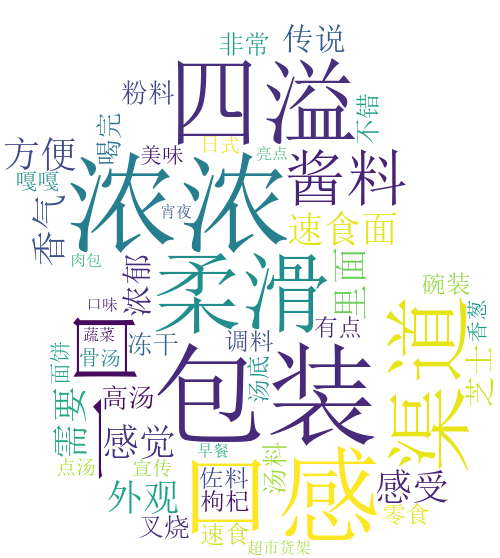 非常
传说
四溢
粉料
不错
喝完
日式
亮点
方便
美味
酱料
嘎嘎
浓浓
香气
宵夜
速食面
肉包
柔滑
里面
浓郁
碗装
口味
香葱
有点
一口
蔬菜
骨汤
冻干
调料
渠道
面饼
包装
汤底
芝士
高汤
需要
感觉
口感
早餐
点汤
宣传
佐料
汤料
感受
外观
枸杞
零食
叉烧
速食
超市货架